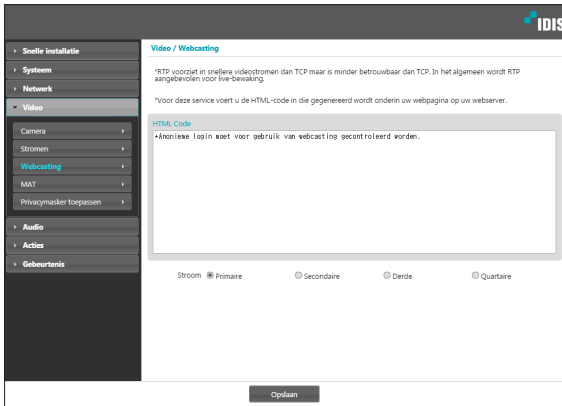 IDIS
Snelle installatie
Systeem
Netwerk
Video
Camera
Stromen
Webcasting
MAT
Privacymasker toepassen
Audio
Acties
Gebeurtenis
Video / Webcasting
*RTP voorziet in snellere videostromen dan TCP maar is minder betrouwbaar dan TCP. In het algemeen wordt RTP
aangebevolen voor live-bewaking.
*Voor deze service voert u de HTML-code in die gegenereerd wordt onderin uw webpagina op uw webserver.
HTML Code
*Anonieme login moet voor gebruik van webcasting gecontroleerd worden.
Stroom Primaire Secondaire Derde Quartaire
Opslaan